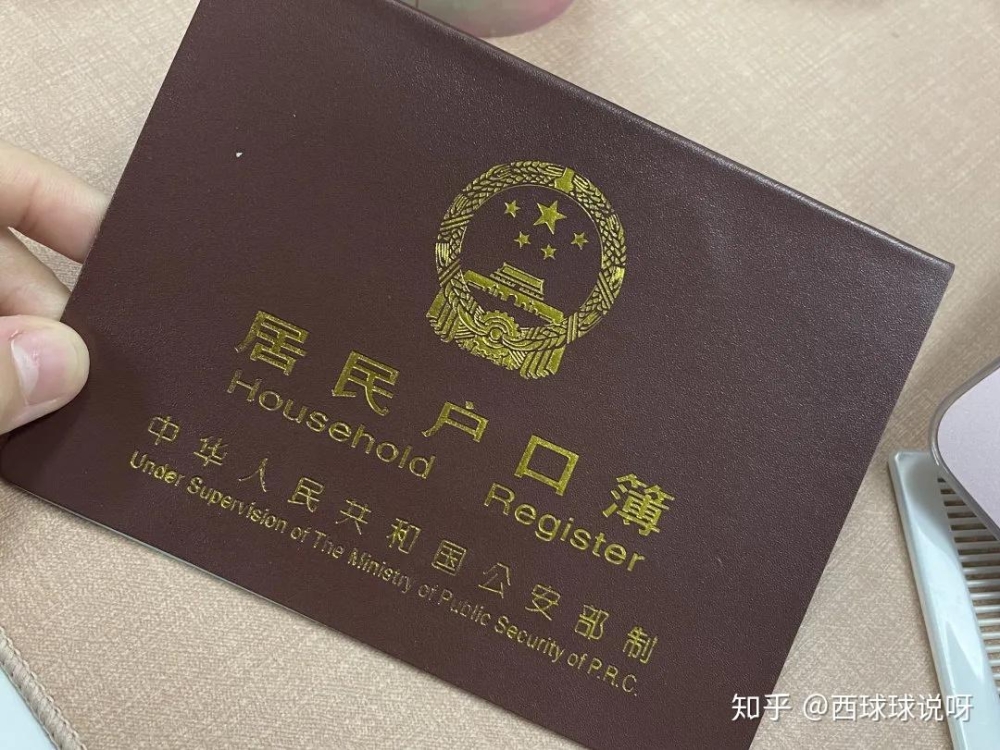 居民户口簿
Household Register
中华人民共和国公安部制
Under Supervision of The Ministry of Public Security of P.R.C.
知乎 @西球球说呀